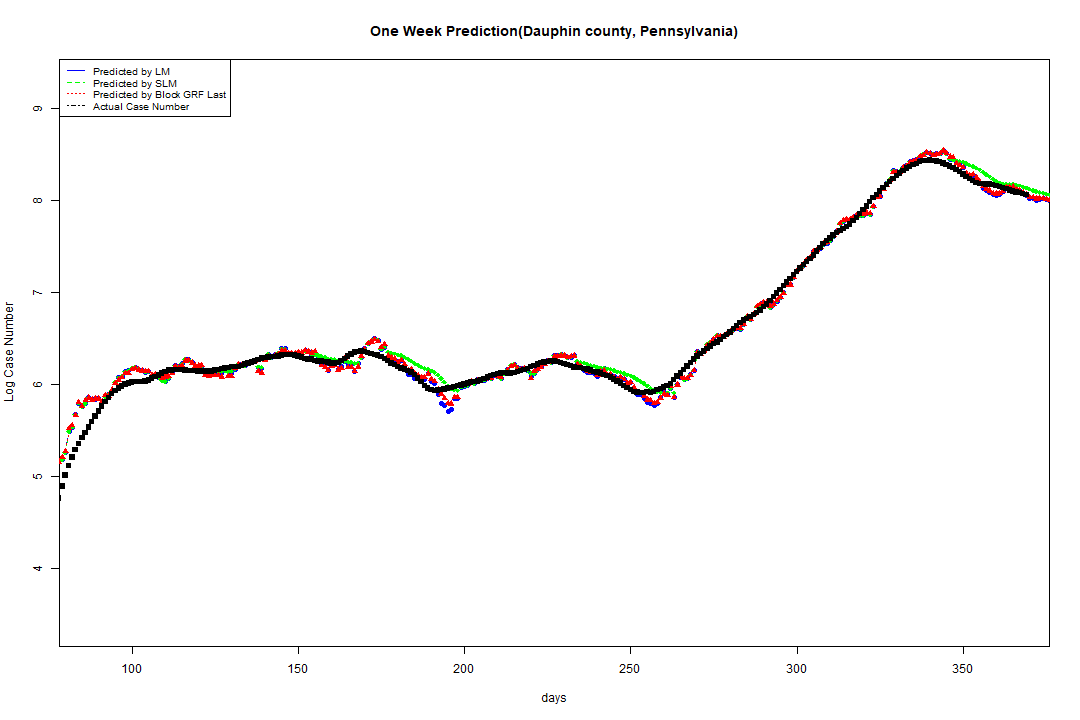 One Week Prediction(Dauphin county, Pennsylvania)
Predicted by LM
Predicted by SLM
Predicted by Block GRF Last
Actual Case Number
9
8
7
6
5
4
Log Case Number
100 150 200 250 300 350
days